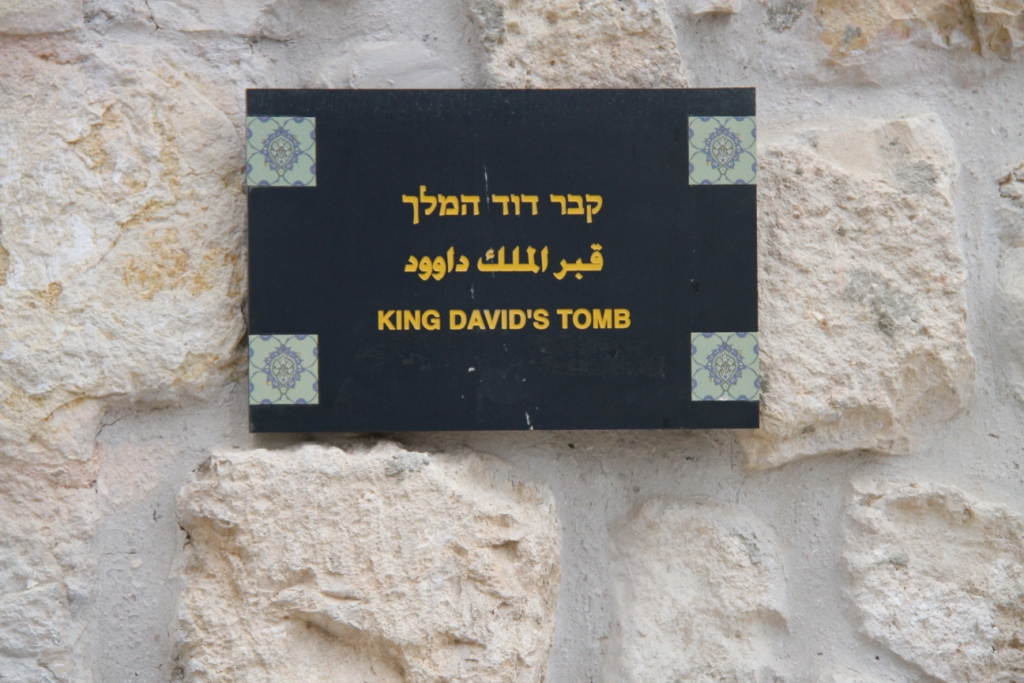 קבר דוד המלך
قبر الملك داوود
KING DAVID'S TOMB